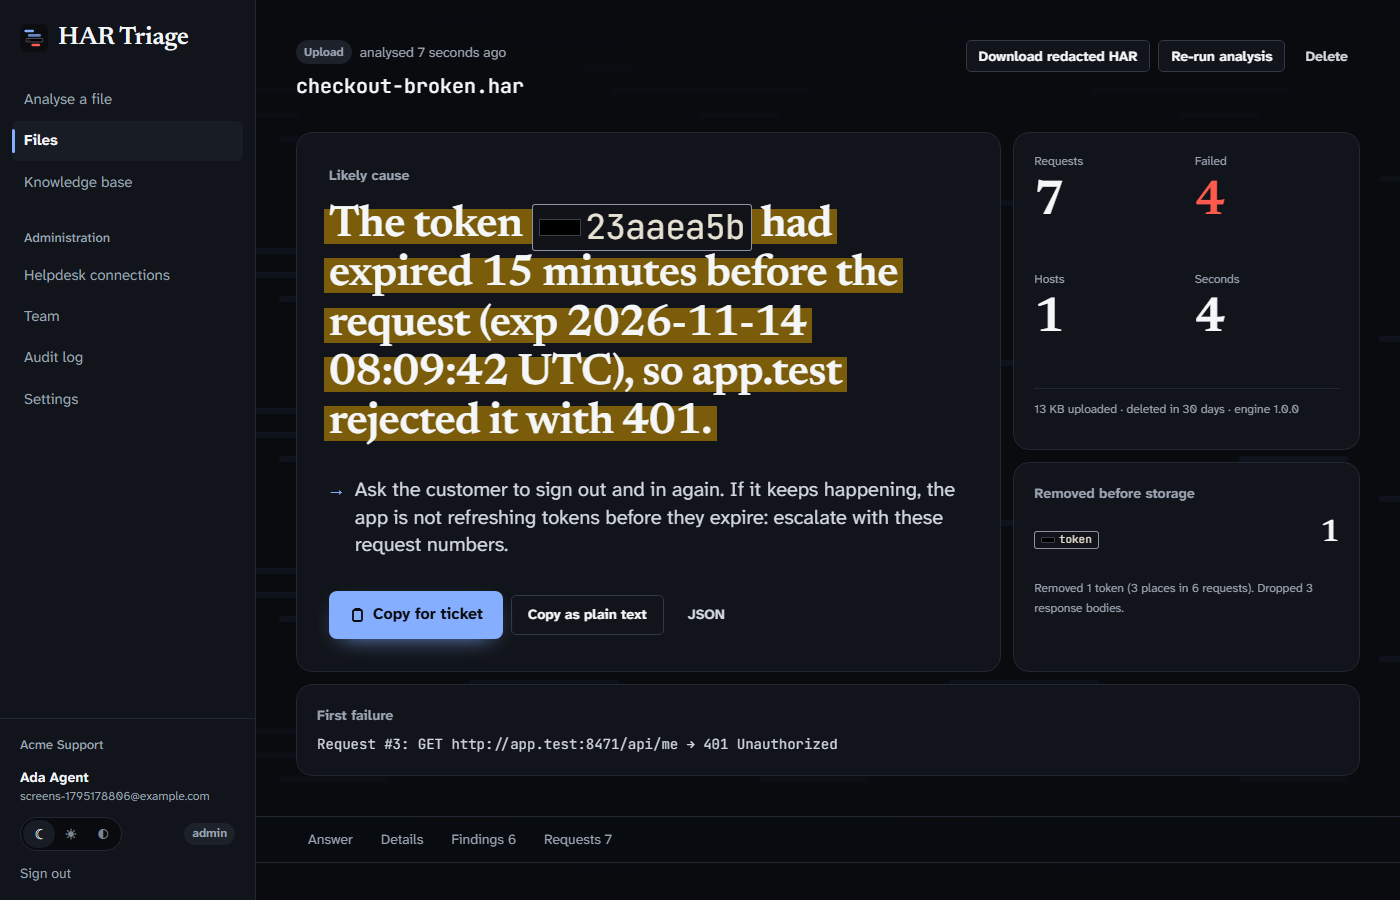 HAR Triage
Analyse a file
Files
Knowledge base
Administration
Helpdesk connections
Team
Audit log
Settings
Acme Support
Ada Agent
screens-1795178806@example.com
admin
Sign out
Upload analysed 7 seconds ago
checkout-broken.har
Download redacted HAR
Re-run analysis
Delete
Likely cause
The token 23aaea5b had
expired 15 minutes before the
request (exp 2026-11-14
08:09:42 UTC), so app.test
rejected it with 401.
→ Ask the customer to sign out and in again. If it keeps happening, the
app is not refreshing tokens before they expire: escalate with these
request numbers.
Copy for ticket
Copy as plain text
JSON
Requests
7
Failed
4
Hosts
1
Seconds
4
13 KB uploaded · deleted in 30 days · engine 1.0.0
Removed before storage
token
1
Removed 1 token (3 places in 6 requests). Dropped 3
response bodies.
First failure
Request #3: GET http://app.test:8471/api/me → 401 Unauthorized
Answer
Details
Findings 6
Requests 7